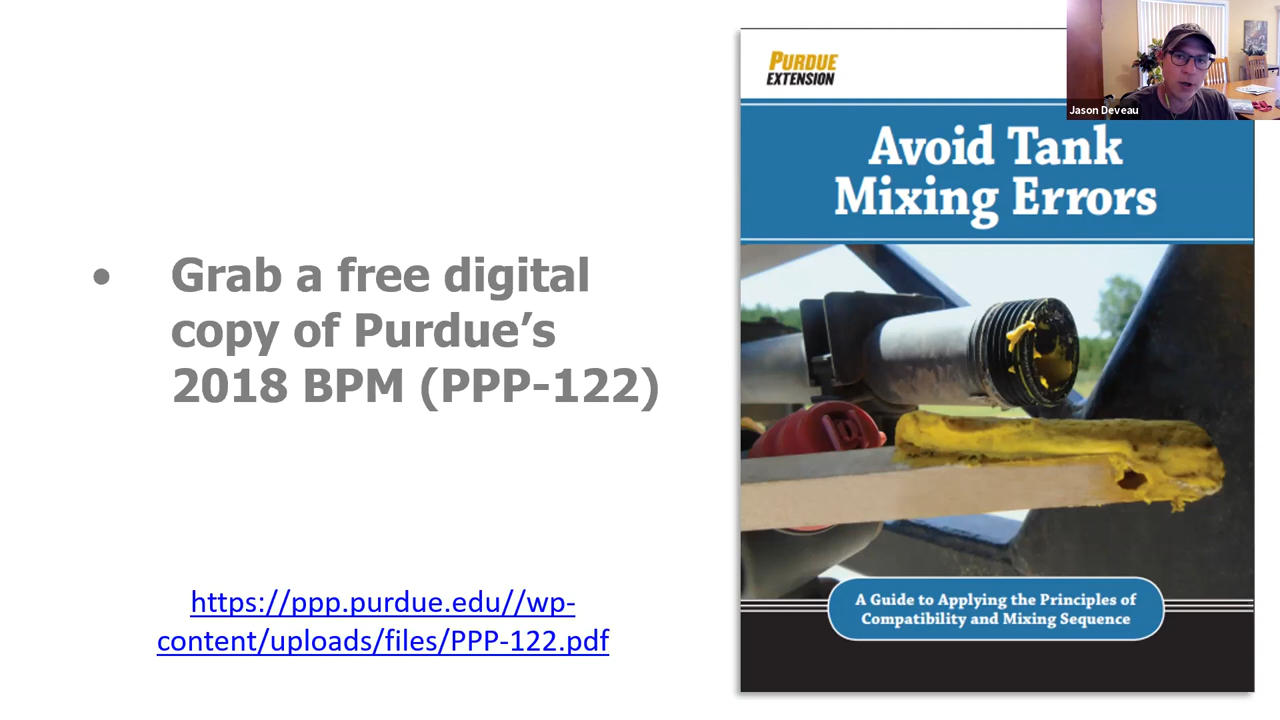 • Grab a free digital
copy of Purdue’s
2018 BPM (PPP-122)
https://ppp.purdue.edu//wp-
content/uploads/files/PPP-122.pdf
PURDUE
EXTENSION
Avoid Tank
Mixing Errors
A Guide to Applying the Principles of
Compatibility and Mixing Sequence
Jason Deveau